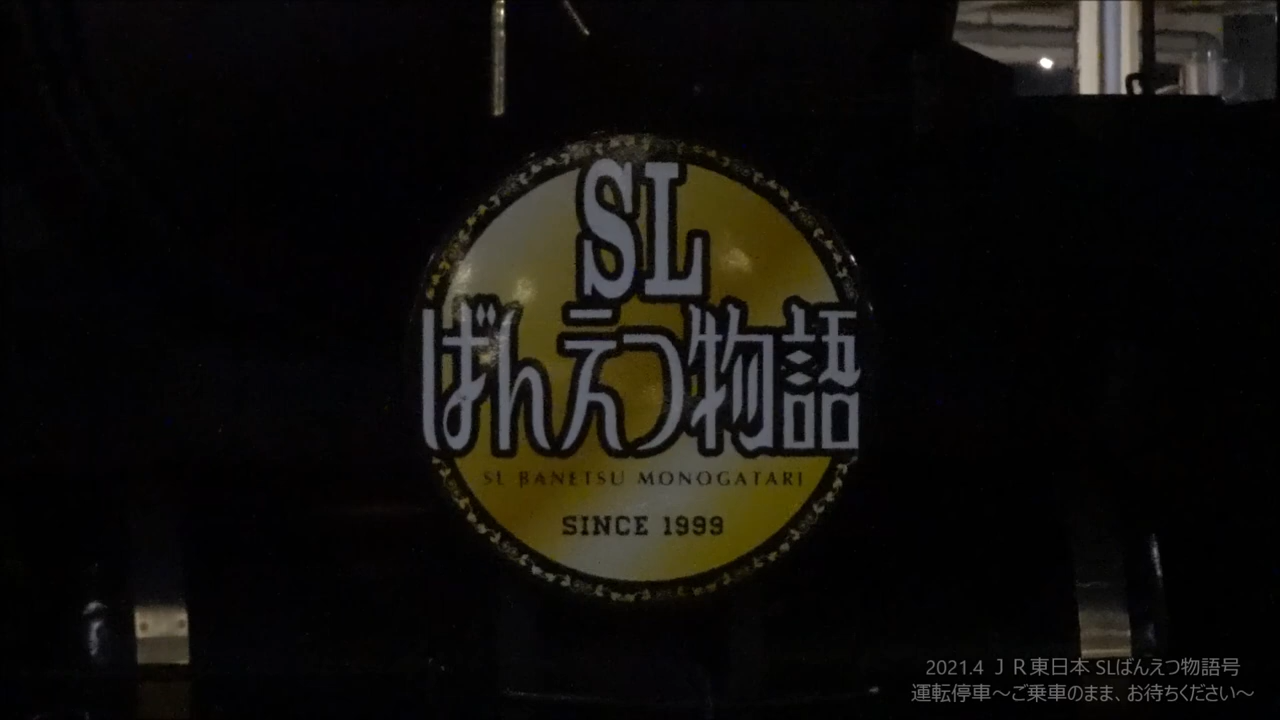 SL
ばんえつ物語
SL BANETSU MONOGATARI
SINCE 1999
2021.4 ＪＲ東日本 SLばんえつ物語号
運転停車～ご乗車のまま、お待ちください～